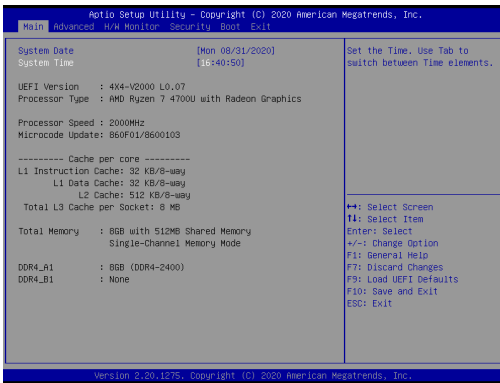 Aptio Setup Utility – Copyright (C) 2020 American Megatrends, Inc.
Main Advanced H/W Monitor Security Boot Exit
System Date [Mon 08/31/2020]
System Time [16:40:50]
UEFI Version : 4X4-V2000 L0.07
Processor Type : AMD Ryzen 7 4700U with Radeon Graphics
Processor Speed : 2000MHz
Microcode Update: 860F01/8600103
--------- Cache per core ---------
L1 Instruction Cache: 32 KB/8-way
L1 Data Cache: 32 KB/8-way
L2 Cache: 512 KB/8-way
Total L3 Cache per Socket: 8 MB
Total Memory : 8GB with 512MB Shared Memory
Single-Channel Memory Mode
DDR4_A1 : 8GB (DDR4-2400)
DDR4_B1 : None
Set the Time. Use Tab to
switch between Time elements.
↔: Select Screen
↑↓: Select Item
Enter: Select
+/-: Change Option
F1: General Help
F7: Discard Changes
F9: Load UEFI Defaults
F10: Save and Exit
ESC: Exit
Version 2.20.1275. Copyright (C) 2020 American Megatrends, Inc.